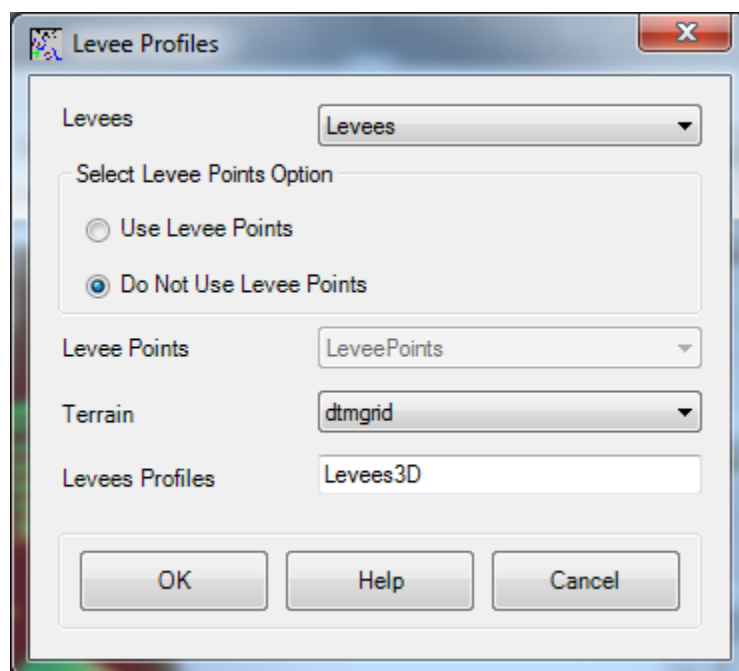 Levee Profiles
Levees Levees
Select Levee Points Option
Use Levee Points
Do Not Use Levee Points
Levee Points LeveePoints
Terrain dtmgrid
Levees Profiles Levees3D
OK Help Cancel